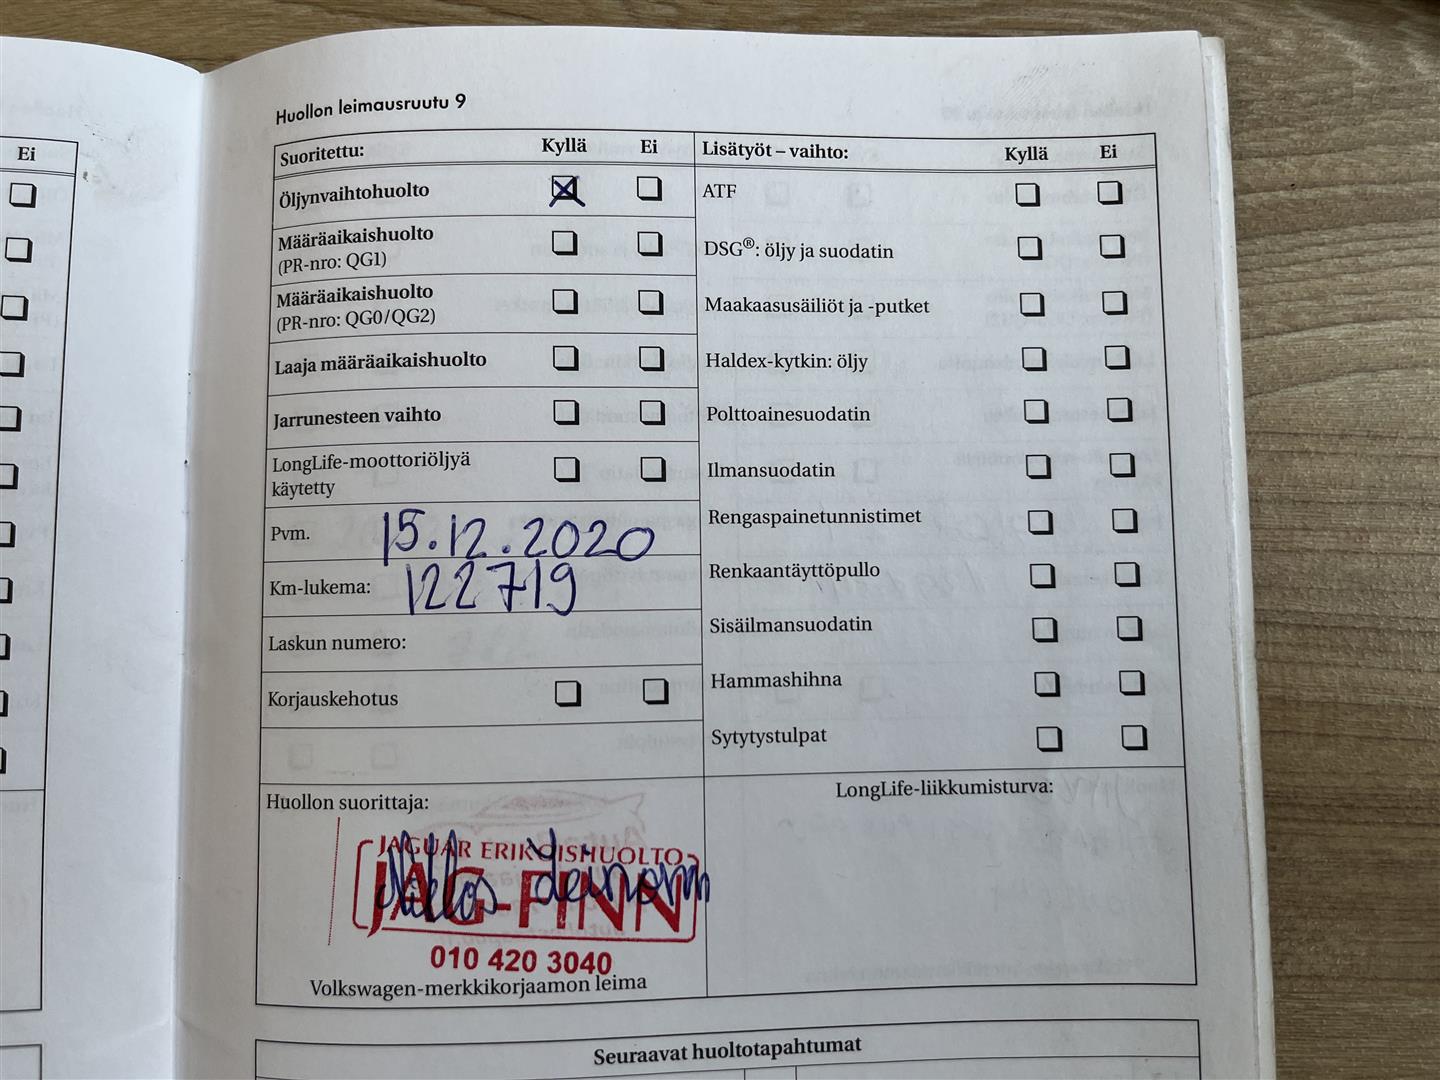 Ei
Huollon leimausruutu 9
Suoritettu: Kyllä Ei
Öljynvaihtohuolto
Määräaikaishuolto
(PR-nro: QG1)
Määräaikaishuolto
(PR-nro: QG0/QG2)
Laaja määräaikaishuolto
Jarrunesteen vaihto
LongLife-moottoriöljyä
käytetty
Pvm. 15.12.2020
Km-lukema: 122719
Laskun numero:
Korjauskehotus
Huollon suorittaja:
JAGUAR ERIKOISHUOLTO
JAG-FINN
010 420 3040
Volkswagen-merkkikorjaamon leima
Lisätyöt – vaihto: Kyllä Ei
ATF
DSG®: öljy ja suodatin
Maakaasusäiliöt ja -putket
Haldex-kytkin: öljy
Polttoainesuodatin
Ilmansuodatin
Rengaspainetunnistimet
Renkaantäyttöpullo
Sisäilmansuodatin
Hammashihna
Sytytystulpat
LongLife-liikkumisturva:
Seuraavat huoltotapahtumat